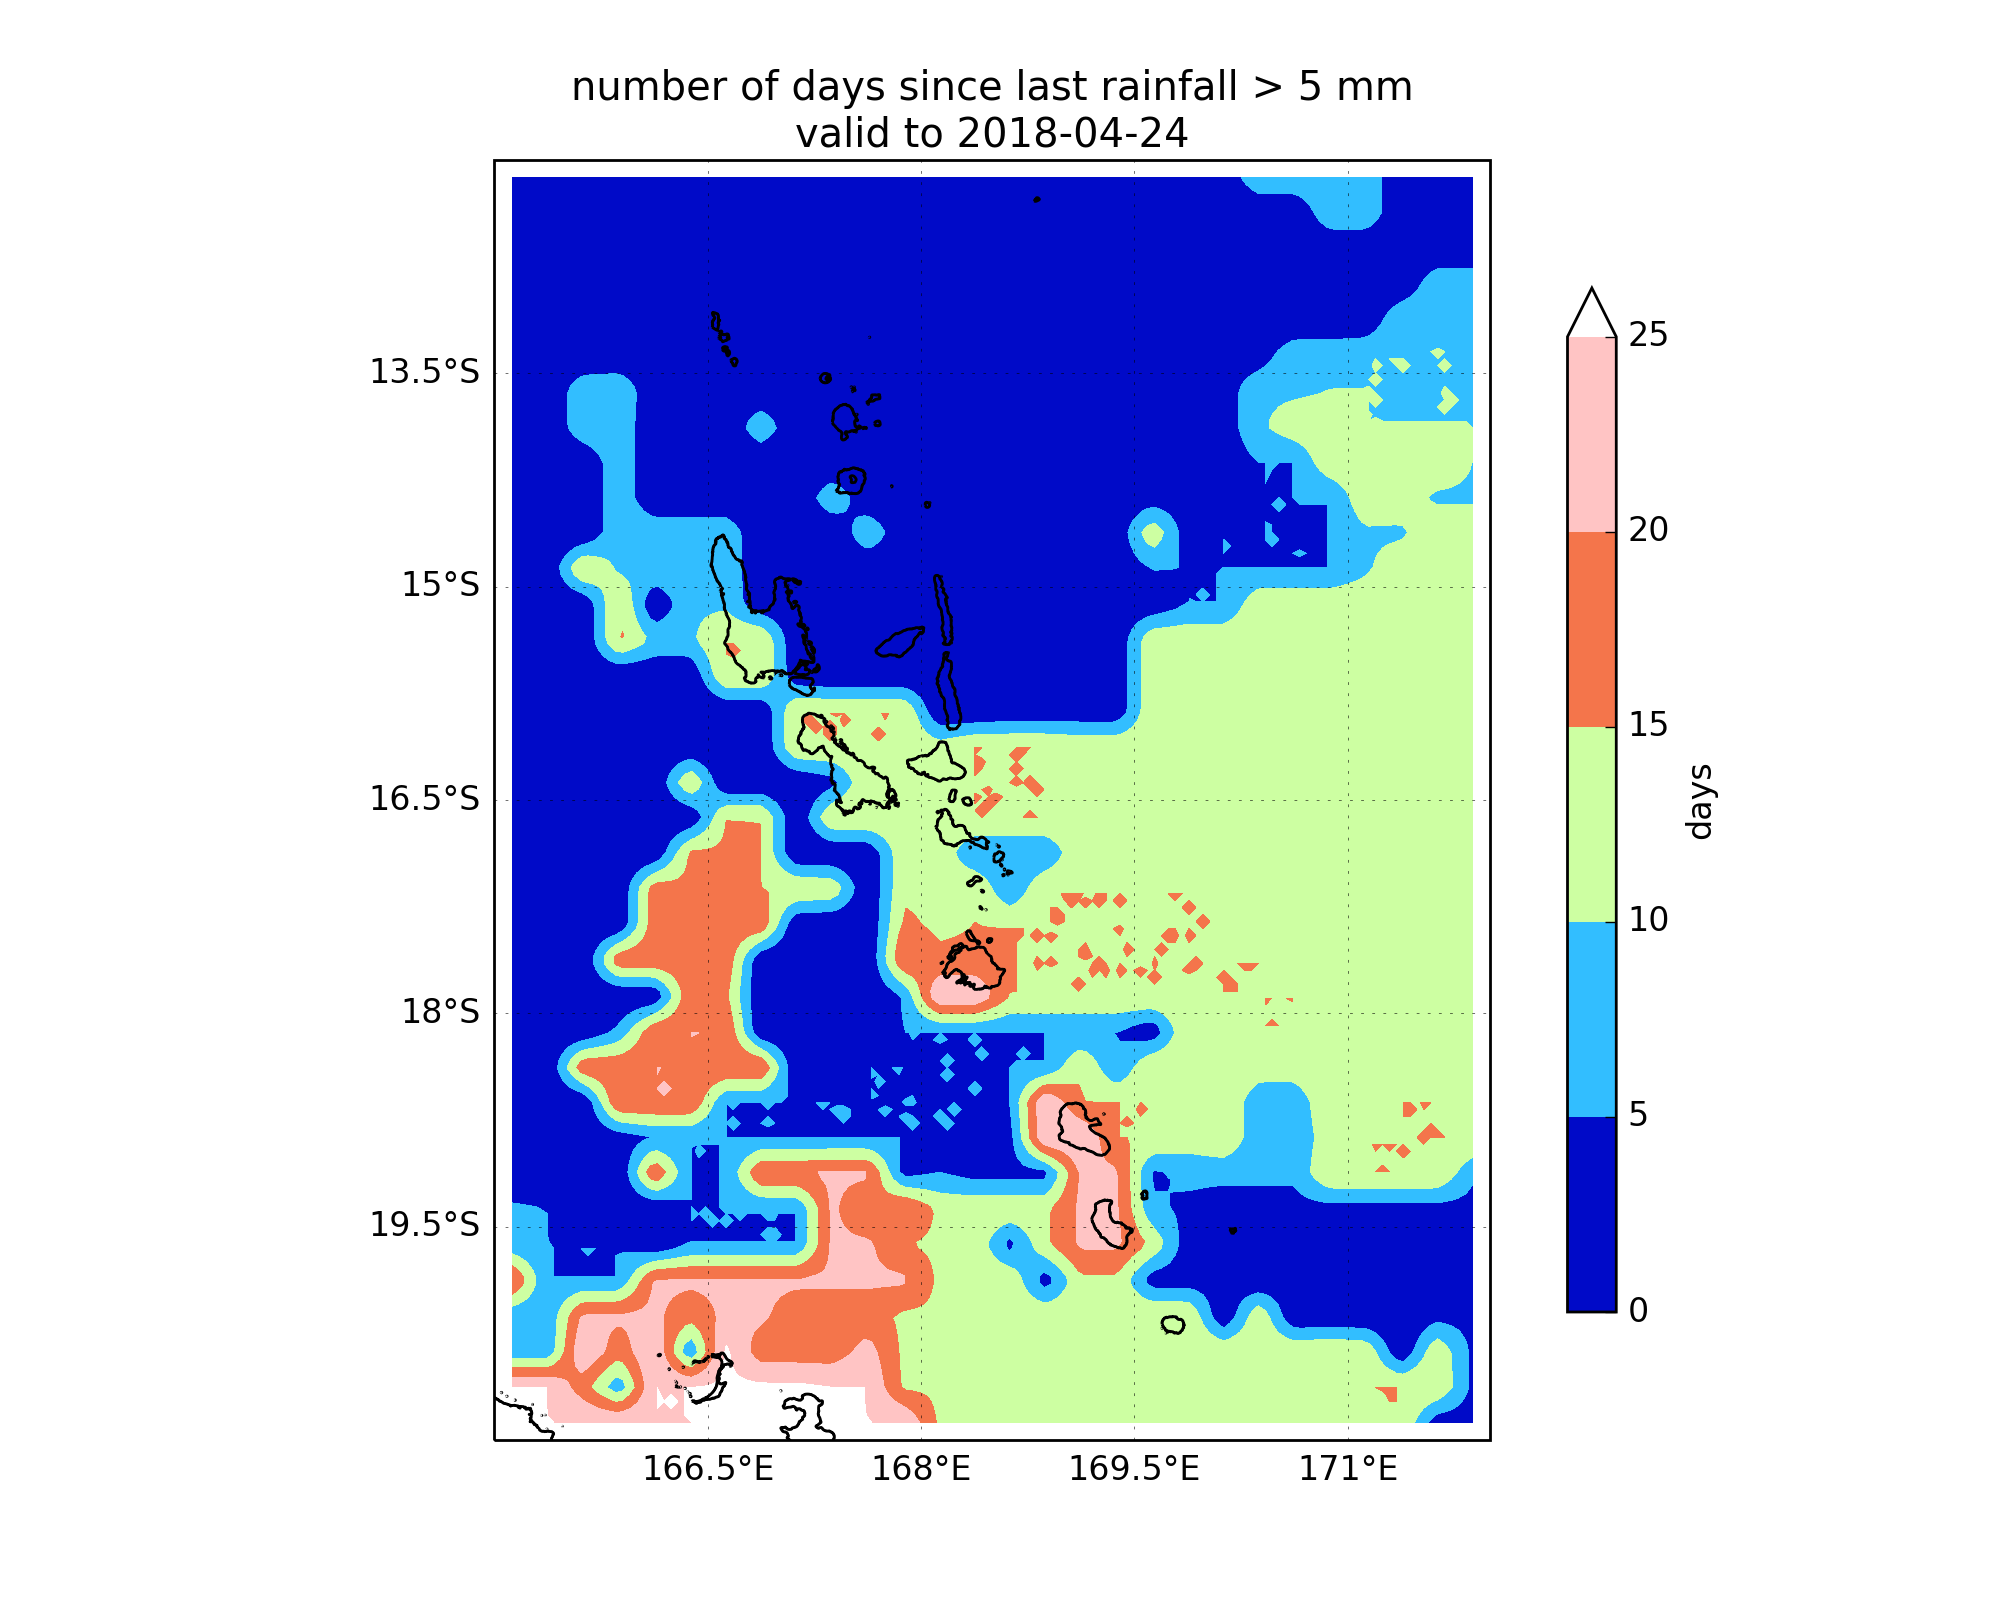 number of days since last rainfall > 5 mm
valid to 2018-04-24
13.5°S
15°S
16.5°S
18°S
19.5°S
166.5°E
168°E
169.5°E
171°E
25
20
15
10
5
0
days